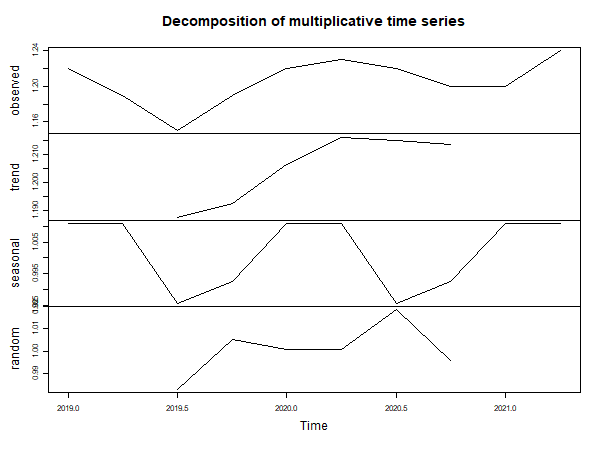 Decomposition of multiplicative time series
observed
1.24
1.20
1.16
trend
1.210
1.200
1.190
seasonal
1.005
0.995
random
1.01
1.00
0.99
2019.0 2019.5 2020.0 2020.5 2021.0
Time